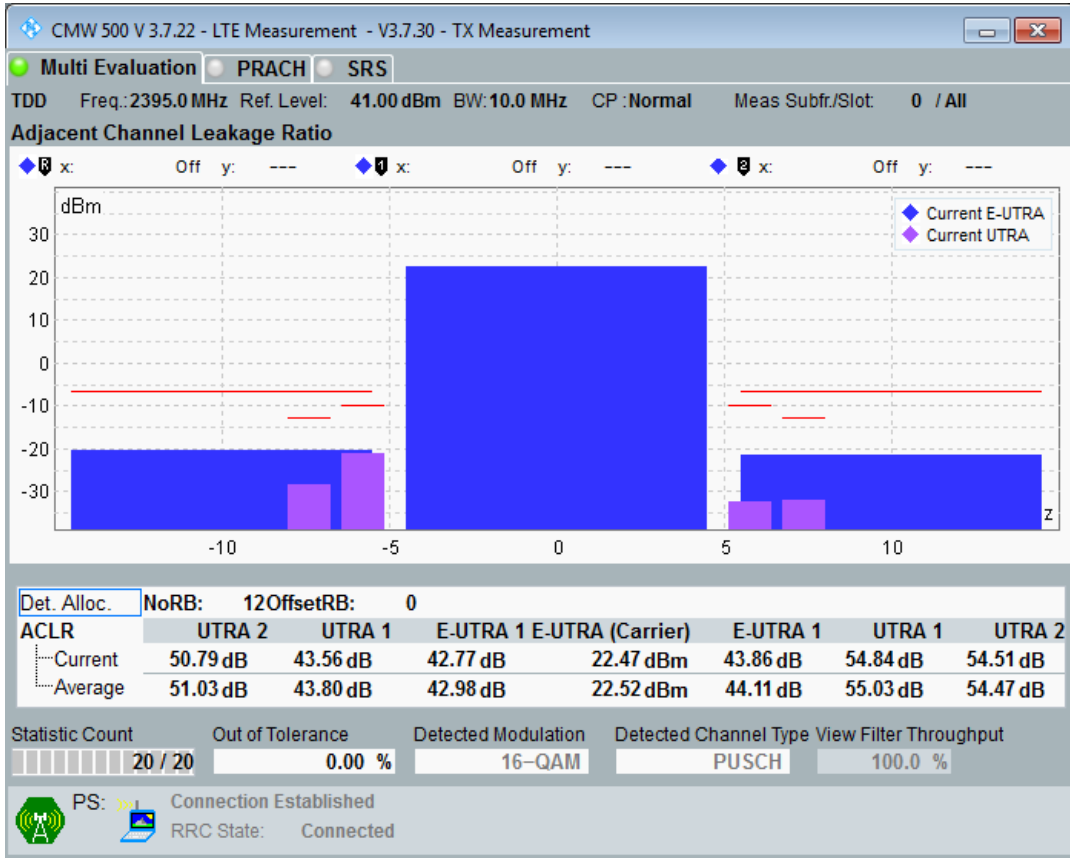 CMW 500 V 3.7.22 - LTE Measurement - V3.7.30 - TX Measurement
Multi Evaluation PRACH SRS
TDD Freq.: 2395.0 MHz Ref. Level: 41.00 dBm BW: 10.0 MHz CP : Normal Meas Subfr./Slot: 0 / All
Adjacent Channel Leakage Ratio
R x: Off y: --- 1 x: Off y: --- 2 x: Off y: ---
dBm
Current E-UTRA
Current UTRA
30
20
10
0
-10
-20
-30
z
-10 -5 0 5 10
Det. Alloc. NoRB: 12 OffsetRB: 0
ACLR UTRA 2 UTRA 1 E-UTRA 1 E-UTRA (Carrier) E-UTRA 1 UTRA 1 UTRA 2
Current 50.79 dB 43.56 dB 42.77 dB 22.47 dBm 43.86 dB 54.84 dB 54.51 dB
Average 51.03 dB 43.80 dB 42.98 dB 22.52 dBm 44.11 dB 55.03 dB 54.47 dB
Statistic Count Out of Tolerance Detected Modulation Detected Channel Type View Filter Throughput
20 / 20 0.00 % 16-QAM PUSCH 100.0 %
PS: Connection Established
RRC State: Connected